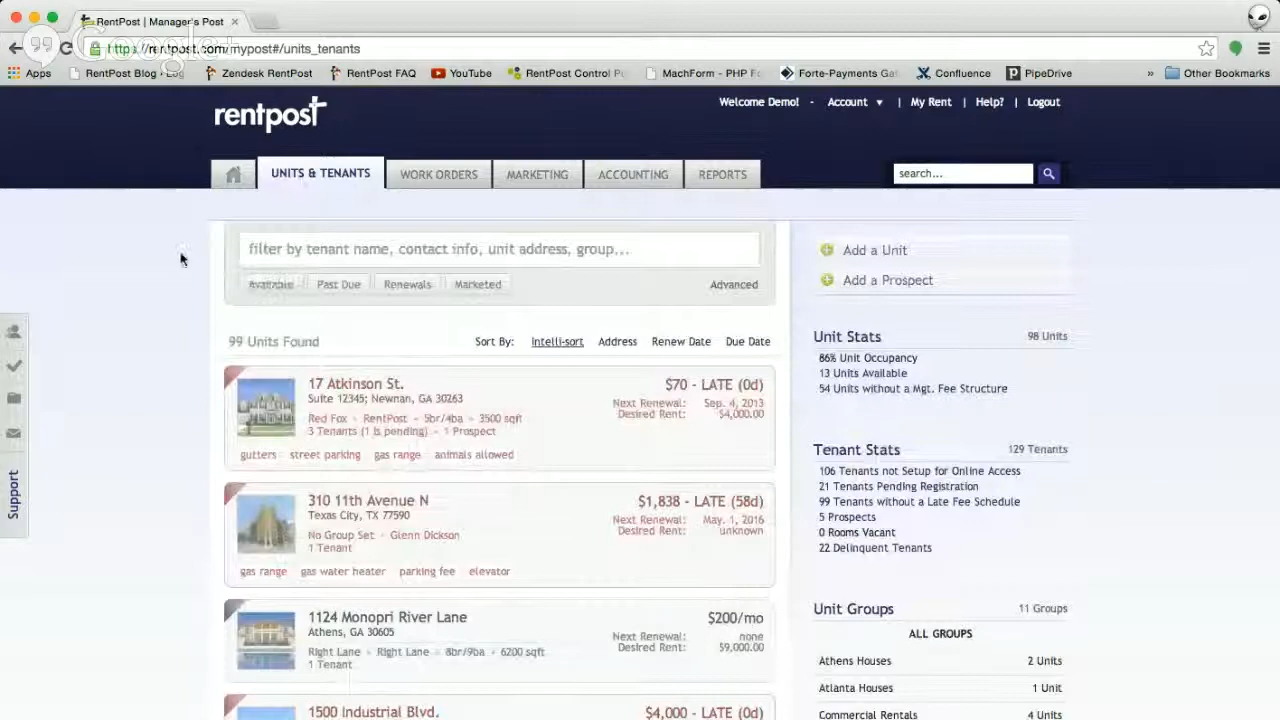 RentPost | Manager's Post
Google+
https://rentpost.com/mypost#/units_tenants
Apps RentPost Blog Zendesk RentPost RentPost FAQ YouTube RentPost Control MachForm - PHP Forte-Payments Confluence PipeDrive » Other Bookmarks
rentpost
Welcome Demo! - Account ▼ | My Rent | Help? | Logout
UNITS & TENANTS WORK ORDERS MARKETING ACCOUNTING REPORTS
search...
filter by tenant name, contact info, unit address, group...
Available Past Due Renewals Marketed Advanced
99 Units Found Sort By: Intelli-sort Address Renew Date Due Date
17 Atkinson St. $70 - LATE (0d)
Suite 12345; Newnan, GA 30263
Next Renewal: Sep. 4, 2013
Desired Rent: $4,000.00
Red Fox - RentPost - 5br/4ba - 3500 sqft
3 Tenants (1 is pending) - 1 Prospect
gutters street parking gas range animals allowed
310 11th Avenue N $1,838 - LATE (58d)
Texas City, TX 77590
Next Renewal: May. 1, 2016
Desired Rent: unknown
No Group Set - Glenn Dickson
1 Tenant
gas range gas water heater parking fee elevator
1124 Monopri River Lane $200/mo
Athens, GA 30605
Next Renewal: none
Desired Rent: $9,000.00
Right Lane - Right Lane - 8br/9ba - 6200 sqft
1 Tenant
1500 Industrial Blvd. $4,000 - LATE (0d)
Add a Unit
Add a Prospect
Unit Stats 98 Units
86% Unit Occupancy
13 Units Available
54 Units without a Mgt. Fee Structure
Tenant Stats 129 Tenants
106 Tenants not Setup for Online Access
21 Tenants Pending Registration
99 Tenants without a Late Fee Schedule
5 Prospects
0 Rooms Vacant
22 Delinquent Tenants
Unit Groups 11 Groups
ALL GROUPS
Athens Houses 2 Units
Atlanta Houses 1 Unit
Commercial Rentals 4 Units
Support